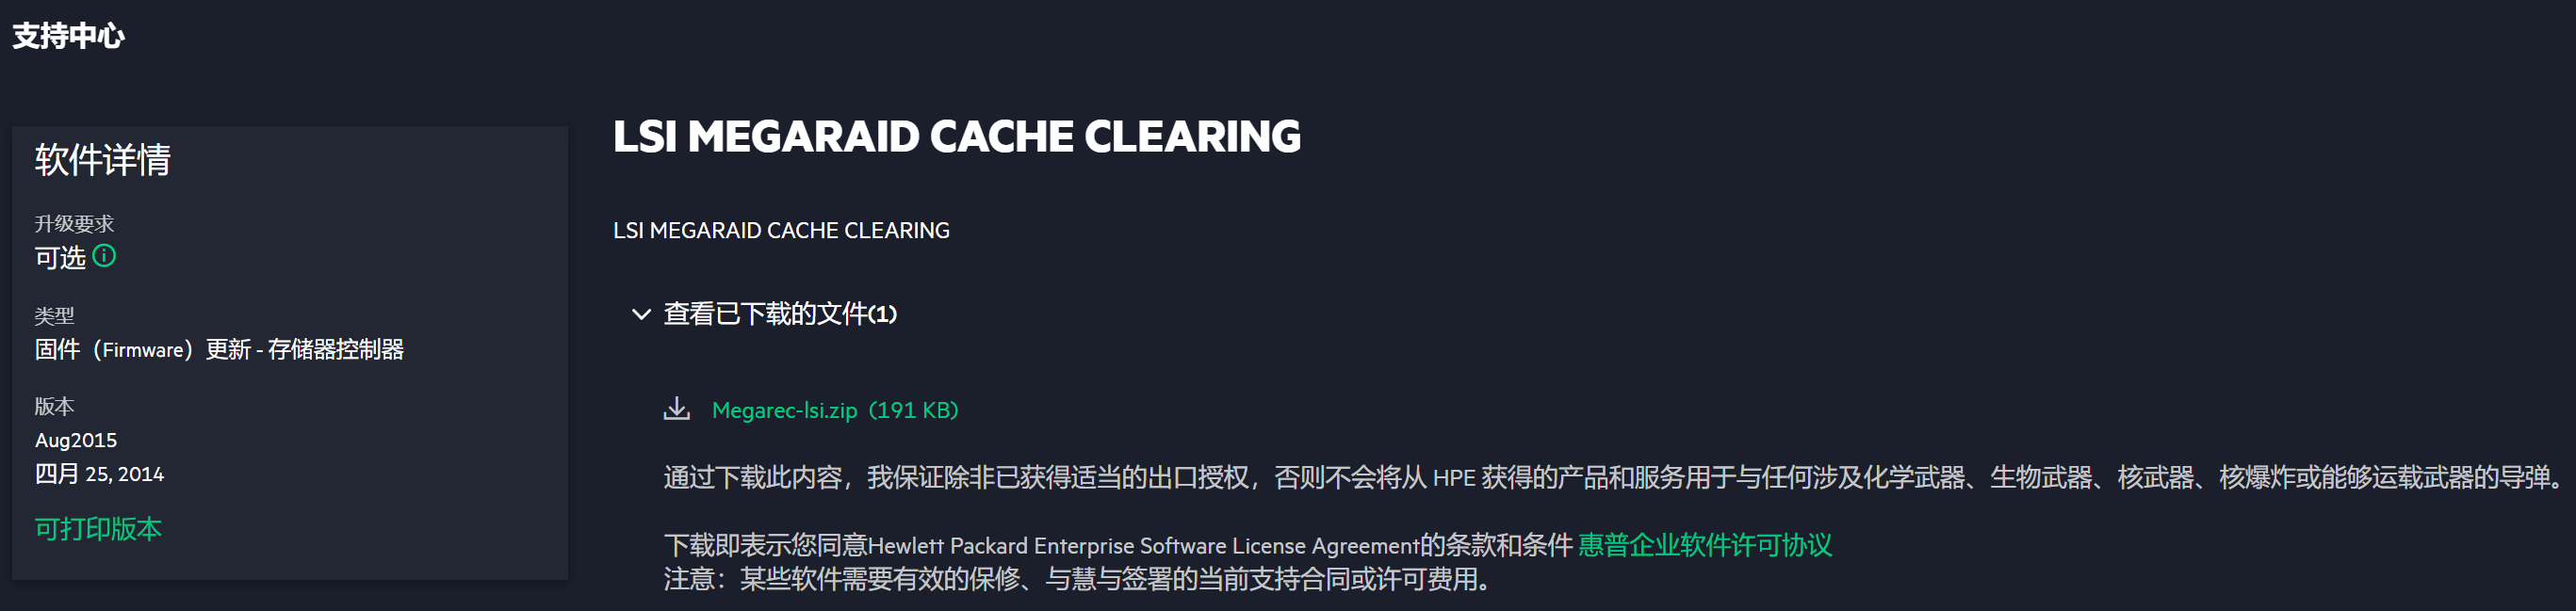 支持中心
软件详情
升级要求
可选
类型
固件（Firmware）更新 - 存储器控制器
版本
Aug2015
四月 25, 2014
可打印版本
LSI MEGARAID CACHE CLEARING
LSI MEGARAID CACHE CLEARING
查看已下载的文件(1)
Megarec-lsi.zip (191 KB)
通过下载此内容，我保证除非已获得适当的出口授权，否则不会将从 HPE 获得的产品和服务用于与任何涉及化学武器、生物武器、核武器、核爆炸或能够运载武器的导弹。
下载即表示您同意Hewlett Packard Enterprise Software License Agreement的条款和条件 惠普企业软件许可协议
注意：某些软件需要有效的保修、与慧与签署的当前支持合同或许可费用。